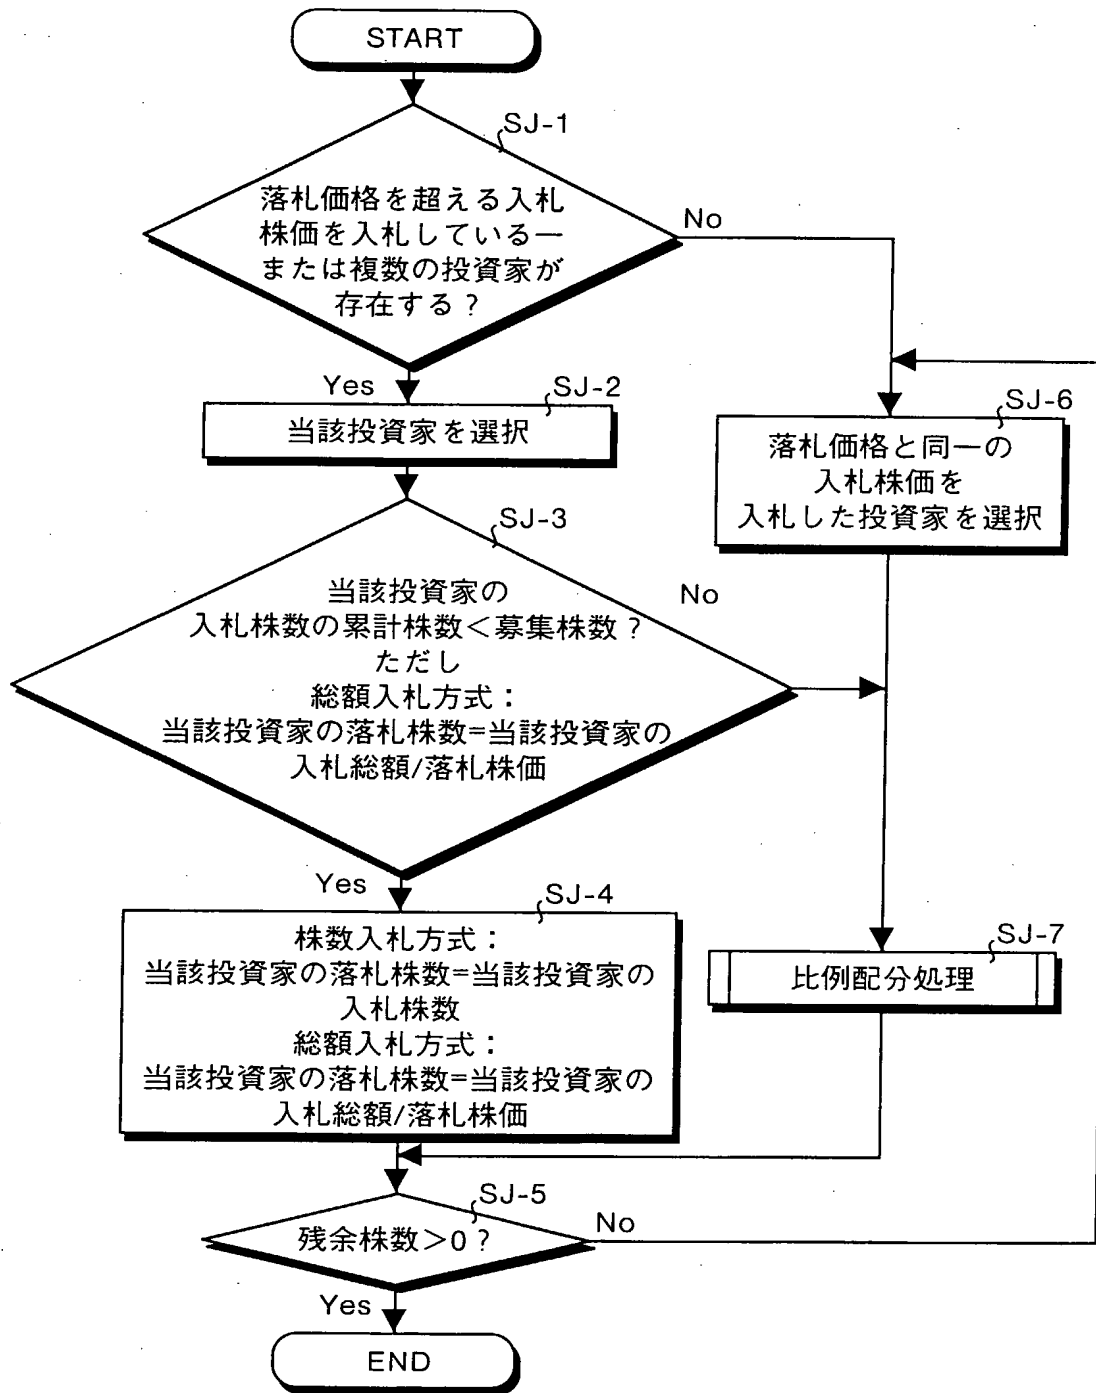 START
SJ-1
落札価格を超える入札
株価を入札している一
または複数の投資家が
存在する?
No
Yes
SJ-2
当該投資家を選択
SJ-6
落札価格と同一の
入札株価を
入札した投資家を選択
SJ-3
当該投資家の
入札株数の累計株数<募集株数?
ただし
総額入札方式:
当該投資家の落札株数=当該投資家の
入札総額/落札株価
No
Yes
SJ-4
株数入札方式:
当該投資家の落札株数=当該投資家の
入札株数
総額入札方式:
当該投資家の落札株数=当該投資家の
入札総額/落札株価
SJ-7
比例配分処理
SJ-5
残余株数>0?
No
Yes
END